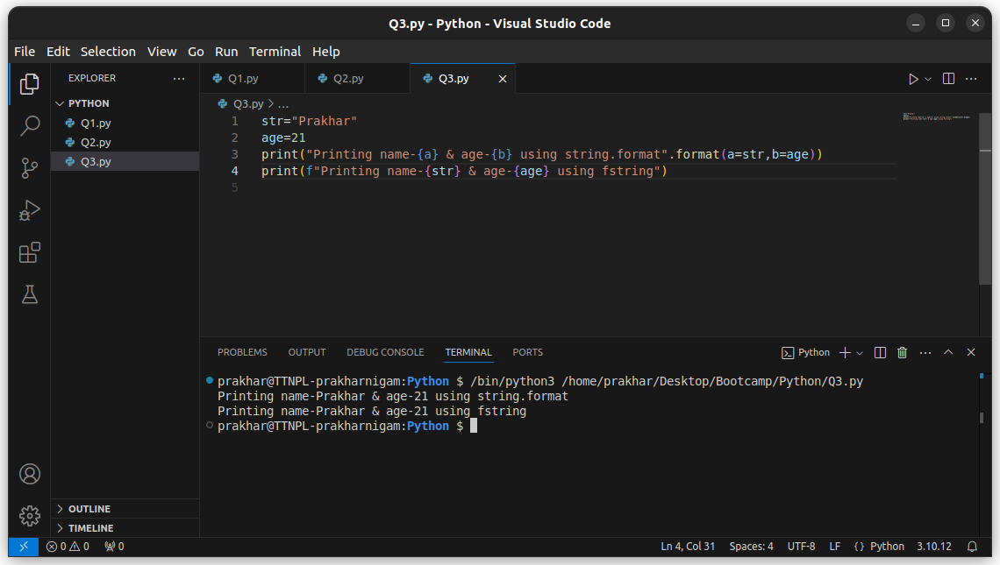 Q3.py - Python - Visual Studio Code
File Edit Selection View Go Run Terminal Help
EXPLORER
PYTHON
Q1.py
Q2.py
Q3.py
OUTLINE
TIMELINE
Q1.py Q2.py Q3.py
Q3.py > ...
1 str="Prakhar"
2 age=21
3 print("Printing name-{a} & age-{b} using string.format".format(a=str,b=age))
4 print(f"Printing name-{str} & age-{age} using fstring")
5
PROBLEMS OUTPUT DEBUG CONSOLE TERMINAL PORTS Python
prakhar@TTNPL-prakharnigam:Python $ /bin/python3 /home/prakhar/Desktop/Bootcamp/Python/Q3.py
Printing name-Prakhar & age-21 using string.format
Printing name-Prakhar & age-21 using fstring
prakhar@TTNPL-prakharnigam:Python $
0 0 0 Ln 4, Col 31 Spaces: 4 UTF-8 LF {} Python 3.10.12